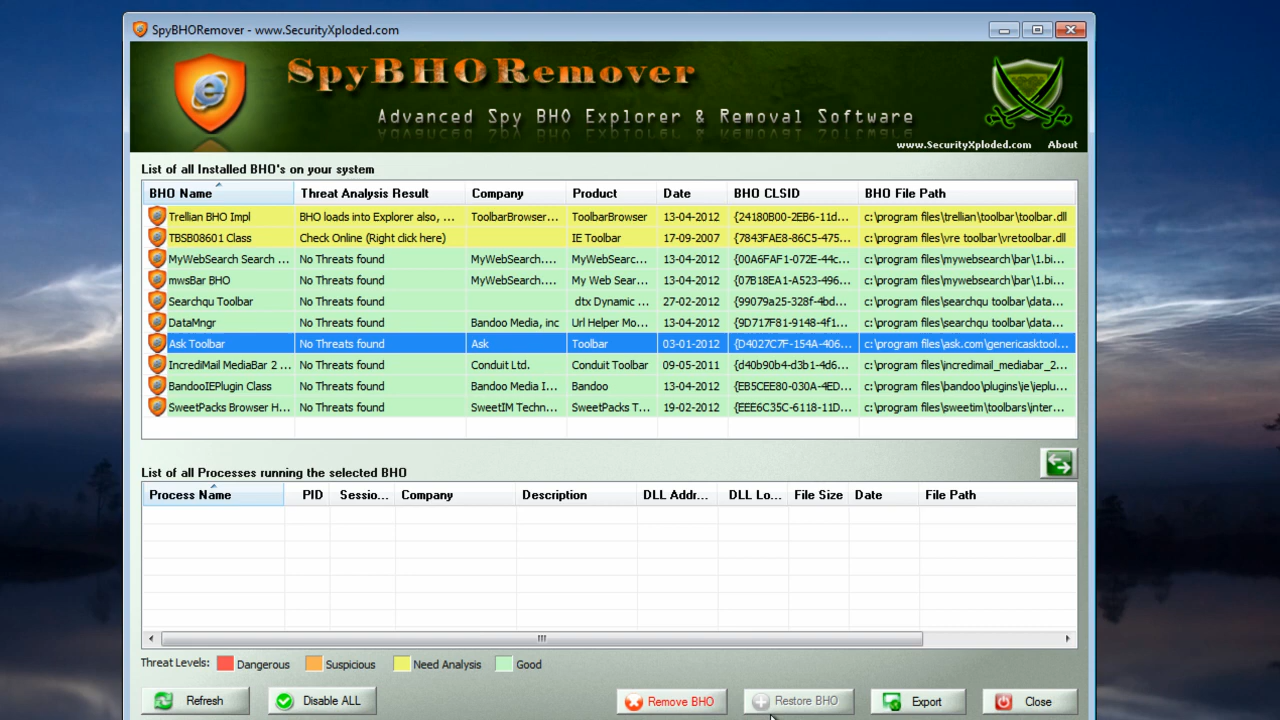 SpyBHORemover - www.SecurityXploded.com
SpyBHORemover
Advanced Spy BHO Explorer & Removal Software
www.SecurityXploded.com About
List of all Installed BHO's on your system
BHO Name Threat Analysis Result Company Product Date BHO CLSID BHO File Path
Trellian BHO Impl BHO loads into Explorer also, ... ToolbarBrowser... ToolbarBrowser 13-04-2012 {24180B00-2EB6-11d... c:\program files\trellian\toolbar\toolbar.dll
TBSB08601 Class Check Online (Right click here) IE Toolbar 17-09-2007 {7843FAE8-86C5-475... c:\program files\vre toolbar\vretoolbar.dll
MyWebSearch Search ... No Threats found MyWebSearch.... MyWebSearc... 13-04-2012 {00A6FAF1-072E-44c... c:\program files\mywebsearch\bar\1.bi...
mwsBar BHO No Threats found MyWebSearch.... My Web Sear... 13-04-2012 {07B18EA1-A523-496... c:\program files\mywebsearch\bar\1.bi...
Searchqu Toolbar No Threats found dtx Dynamic ... 27-02-2012 {99079a25-328f-4bd... c:\program files\searchqu toolbar\data...
DataMngr No Threats found Bandoo Media, inc Url Helper Mo... 13-04-2012 {9D717F81-9148-4f1... c:\program files\searchqu toolbar\data...
Ask Toolbar No Threats found Ask Toolbar 03-01-2012 {D4027C7F-154A-406... c:\program files\ask.com\genericasktool...
IncrediMail MediaBar 2 ... No Threats found Conduit Ltd. Conduit Toolbar 09-05-2011 {d40b90b4-d3b1-4d6... c:\program files\incredimail_mediabar_2...
BandooIEPlugin Class No Threats found Bandoo Media I... Bandoo 13-04-2012 {EB5CEE80-030A-4ED... c:\program files\bandoo\plugins\ie\ieplu...
SweetPacks Browser H... No Threats found SweetIM Techn... SweetPacks T... 19-02-2012 {EEE6C35C-6118-11D... c:\program files\sweetim\toolbars\inter...
List of all Processes running the selected BHO
Process Name PID Sessio... Company Description DLL Addr... DLL Lo... File Size Date File Path
Threat Levels: Dangerous Suspicious Need Analysis Good
Refresh Disable ALL Remove BHO Restore BHO Export Close